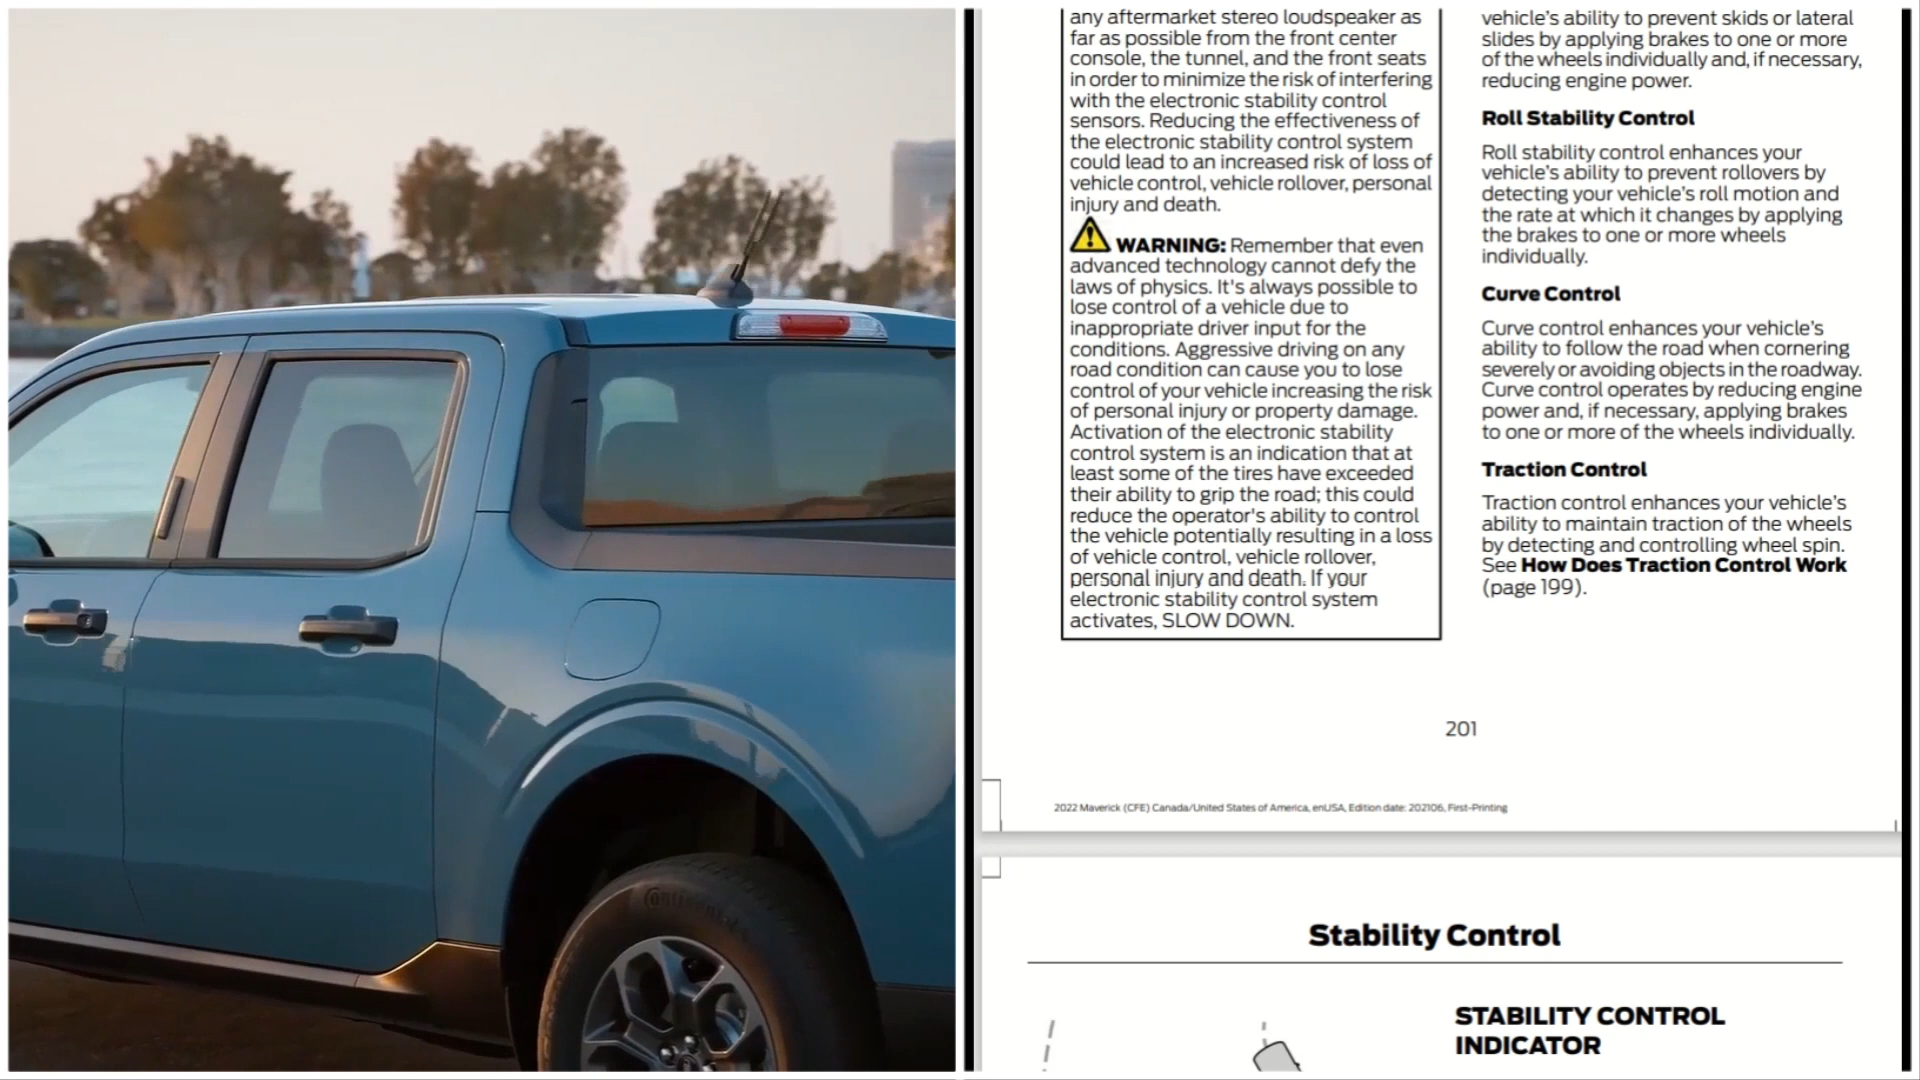 Continental
any aftermarket stereo loudspeaker as
far as possible from the front center
console, the tunnel, and the front seats
in order to minimize the risk of interfering
with the electronic stability control
sensors. Reducing the effectiveness of
the electronic stability control system
could lead to an increased risk of loss of
vehicle control, vehicle rollover, personal
injury and death.
WARNING: Remember that even
advanced technology cannot defy the
laws of physics. It's always possible to
lose control of a vehicle due to
inappropriate driver input for the
conditions. Aggressive driving on any
road condition can cause you to lose
control of your vehicle increasing the risk
of personal injury or property damage.
Activation of the electronic stability
control system is an indication that at
least some of the tires have exceeded
their ability to grip the road; this could
reduce the operator's ability to control
the vehicle potentially resulting in a loss
of vehicle control, vehicle rollover,
personal injury and death. If your
electronic stability control system
activates, SLOW DOWN.
vehicle’s ability to prevent skids or lateral
slides by applying brakes to one or more
of the wheels individually and, if necessary,
reducing engine power.
Roll Stability Control
Roll stability control enhances your
vehicle’s ability to prevent rollovers by
detecting your vehicle’s roll motion and
the rate at which it changes by applying
the brakes to one or more wheels
individually.
Curve Control
Curve control enhances your vehicle’s
ability to follow the road when cornering
severely or avoiding objects in the roadway.
Curve control operates by reducing engine
power and, if necessary, applying brakes
to one or more of the wheels individually.
Traction Control
Traction control enhances your vehicle’s
ability to maintain traction of the wheels
by detecting and controlling wheel spin.
See How Does Traction Control Work
(page 199).
201
2022 Maverick (CFE) Canada/United States of America, enUSA, Edition date: 202106, First-Printing
Stability Control
STABILITY CONTROL
INDICATOR